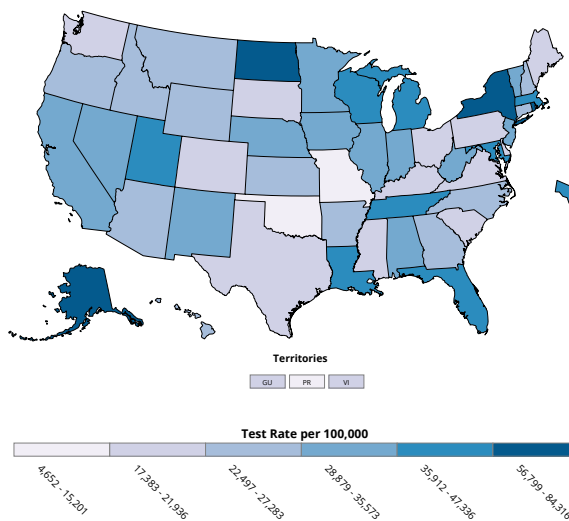 Territories
GU PR VI
Test Rate per 100,000
4,652 - 15,201
17,383 - 21,936
22,497 - 27,283
28,879 - 35,573
35,912 - 47,336
56,799 - 84,316